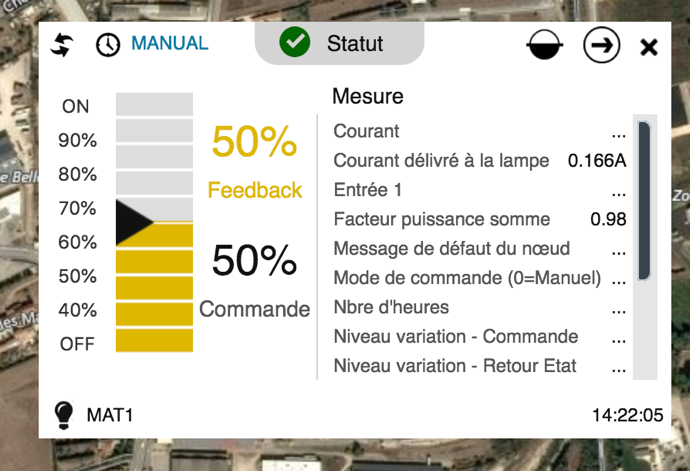 MANUAL
Statut
ON
90%
80%
70%
60%
50%
40%
OFF
50%
Feedback
50%
Commande
Mesure
Courant ...
Courant délivré à la lampe 0.166A
Entrée 1 ...
Facteur puissance somme 0.98
Message de défaut du nœud ...
Mode de commande (0=Manuel) ...
Nbre d'heures ...
Niveau variation - Commande ...
Niveau variation - Retour Etat ...
MAT1
14:22:05